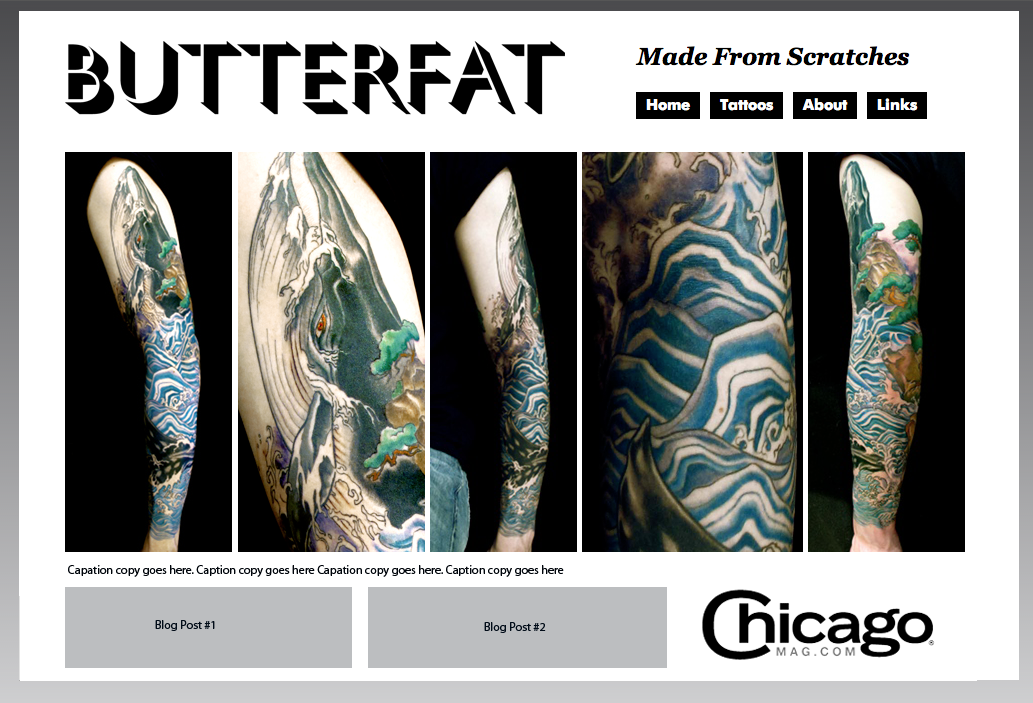 BUTTERFAT
Made From Scratches
Home Tattoos About Links
Capation copy goes here. Caption copy goes here Capation copy goes here. Caption copy goes here
Blog Post #1
Blog Post #2
Chicago®
MAG.COM